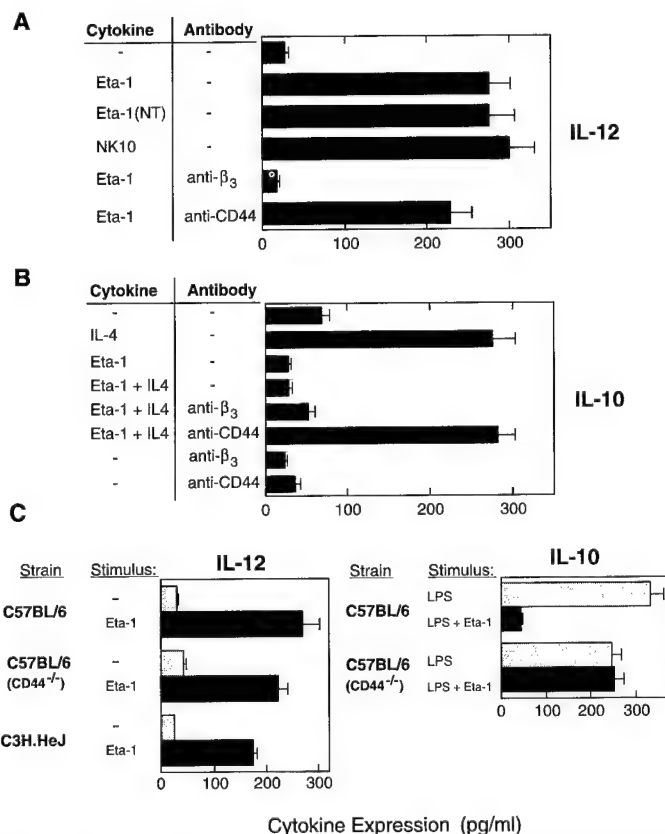 A
Cytokine Antibody
- -
Eta-1 -
Eta-1(NT) -
NK10 -
Eta-1 anti-β3
Eta-1 anti-CD44
0 100 200 300
IL-12
B
Cytokine Antibody
- -
IL-4 -
Eta-1 -
Eta-1 + IL4 -
Eta-1 + IL4 anti-β3
Eta-1 + IL4 anti-CD44
- anti-β3
- anti-CD44
0 100 200 300
IL-10
C
IL-12
Strain Stimulus:
C57BL/6 –
Eta-1
C57BL/6 (CD44-/-) –
Eta-1
C3H.HeJ –
Eta-1
0 100 200 300
IL-10
Strain Stimulus:
C57BL/6 LPS
LPS + Eta-1
C57BL/6 (CD44-/-) LPS
LPS + Eta-1
0 100 200 300
Cytokine Expression (pg/ml)